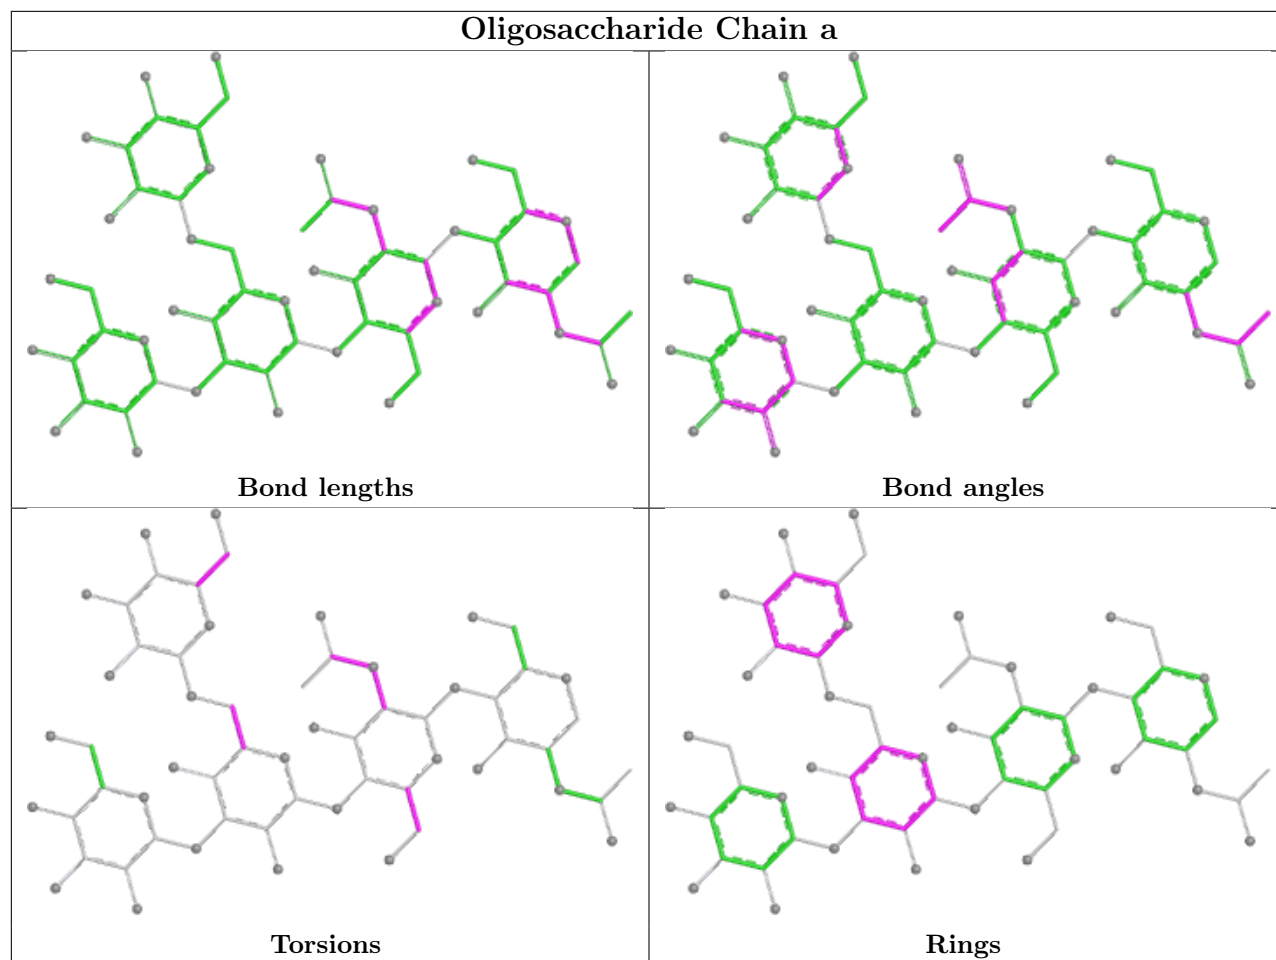 Oligosaccharide Chain a
Bond lengths
Bond angles
Torsions
Rings